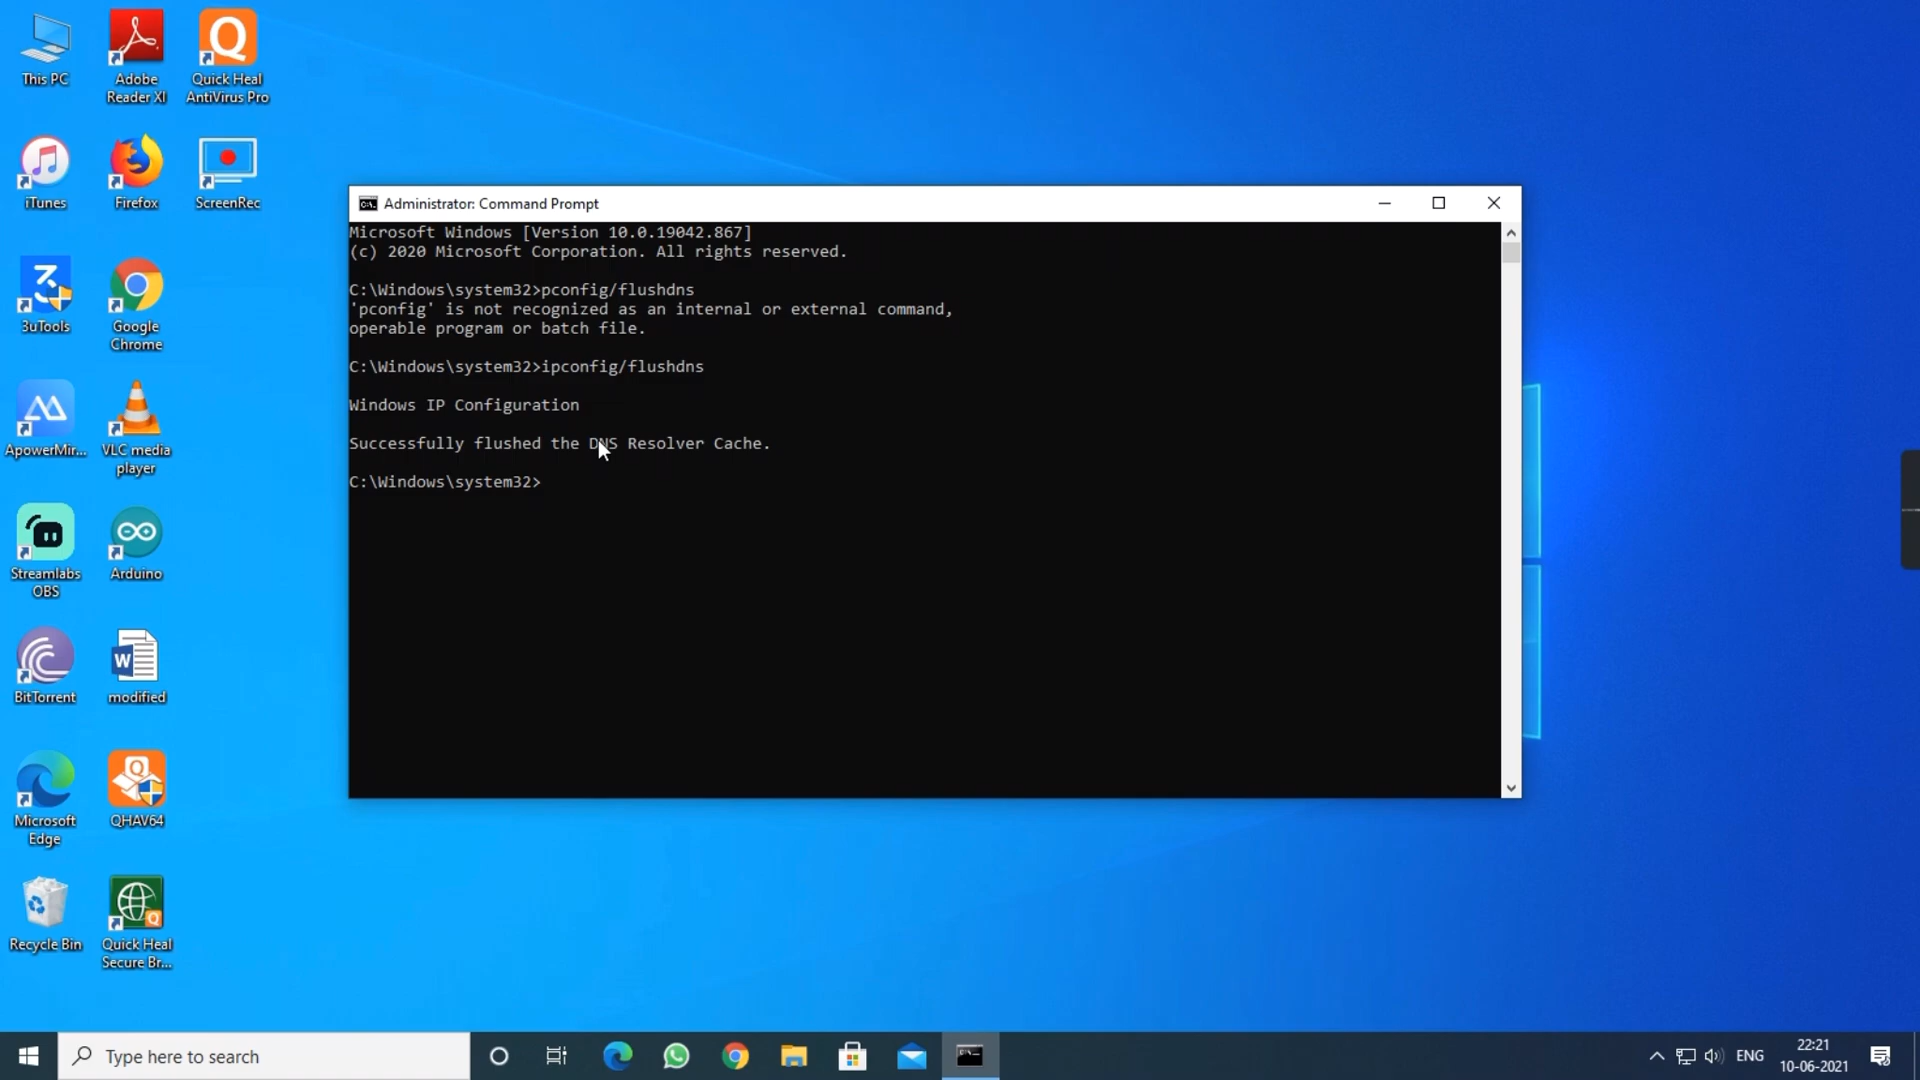 This PC
Adobe
Reader XI
Quick Heal
AntiVirus Pro
iTunes
Firefox
ScreenRec
3uTools
Google
Chrome
ApowerMir...
VLC media
player
Streamlabs
OBS
Arduino
BitTorrent
modified
Microsoft
Edge
QHAV64
Recycle Bin
Quick Heal
Secure Br...
Administrator: Command Prompt
Microsoft Windows [Version 10.0.19042.867]
(c) 2020 Microsoft Corporation. All rights reserved.
C:\Windows\system32>pconfig/flushdns
'pconfig' is not recognized as an internal or external command,
operable program or batch file.
C:\Windows\system32>ipconfig/flushdns
Windows IP Configuration
Successfully flushed the DNS Resolver Cache.
C:\Windows\system32>
Type here to search
ENG
22:21
10-06-2021